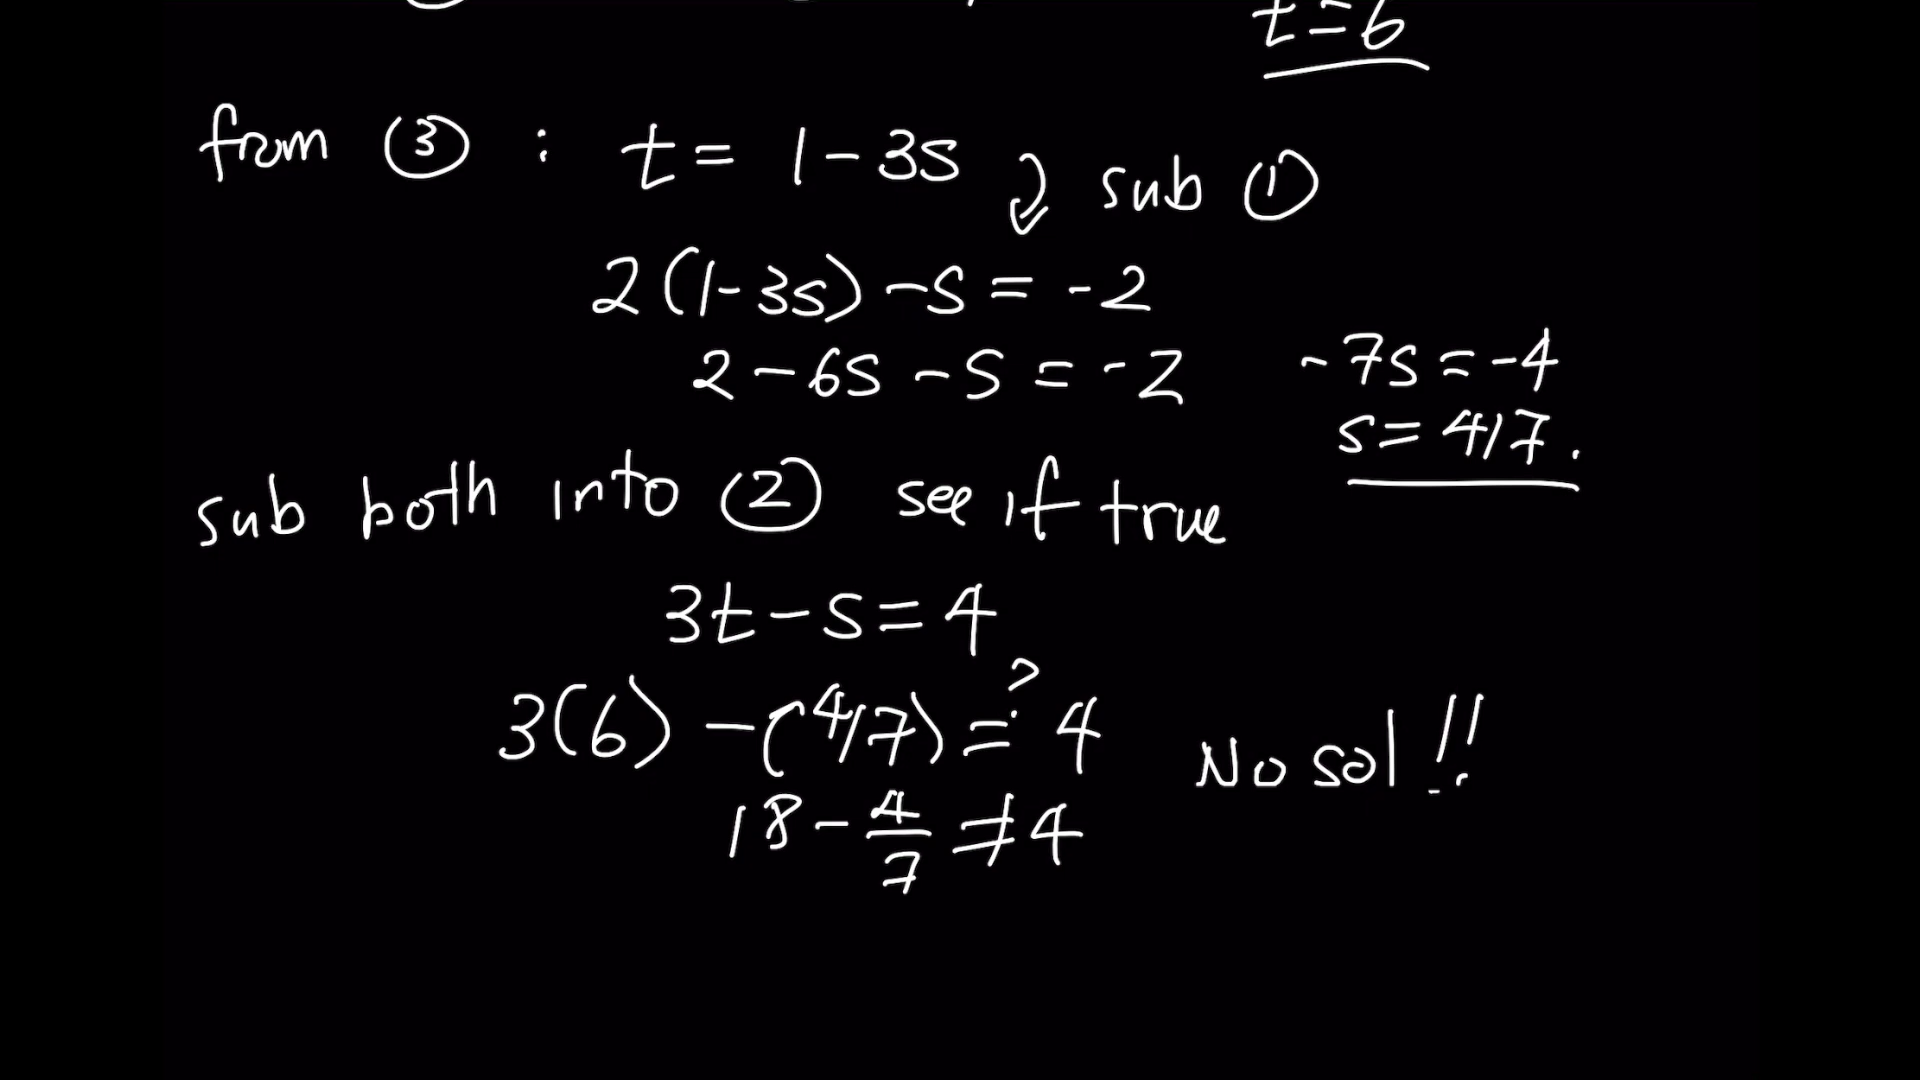 t=6
from ③ : t = 1-3s sub ①
2(1-3s) -s = -2
2-6s-s = -2 -7s=-4
s=4/7.
sub both into ② see if true
3t-s=4
3(6) -(4/7) =? 4 No sol !!
18 - 4/7 ≠ 4